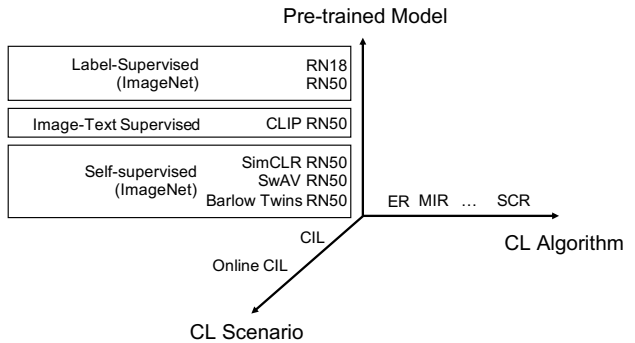 Pre-trained Model
Label-Supervised
(ImageNet)
RN18
RN50
Image-Text Supervised
CLIP RN50
Self-supervised
(ImageNet)
SimCLR RN50
SwAV RN50
Barlow Twins RN50
ER MIR ... SCR
CL Algorithm
CIL
Online CIL
CL Scenario